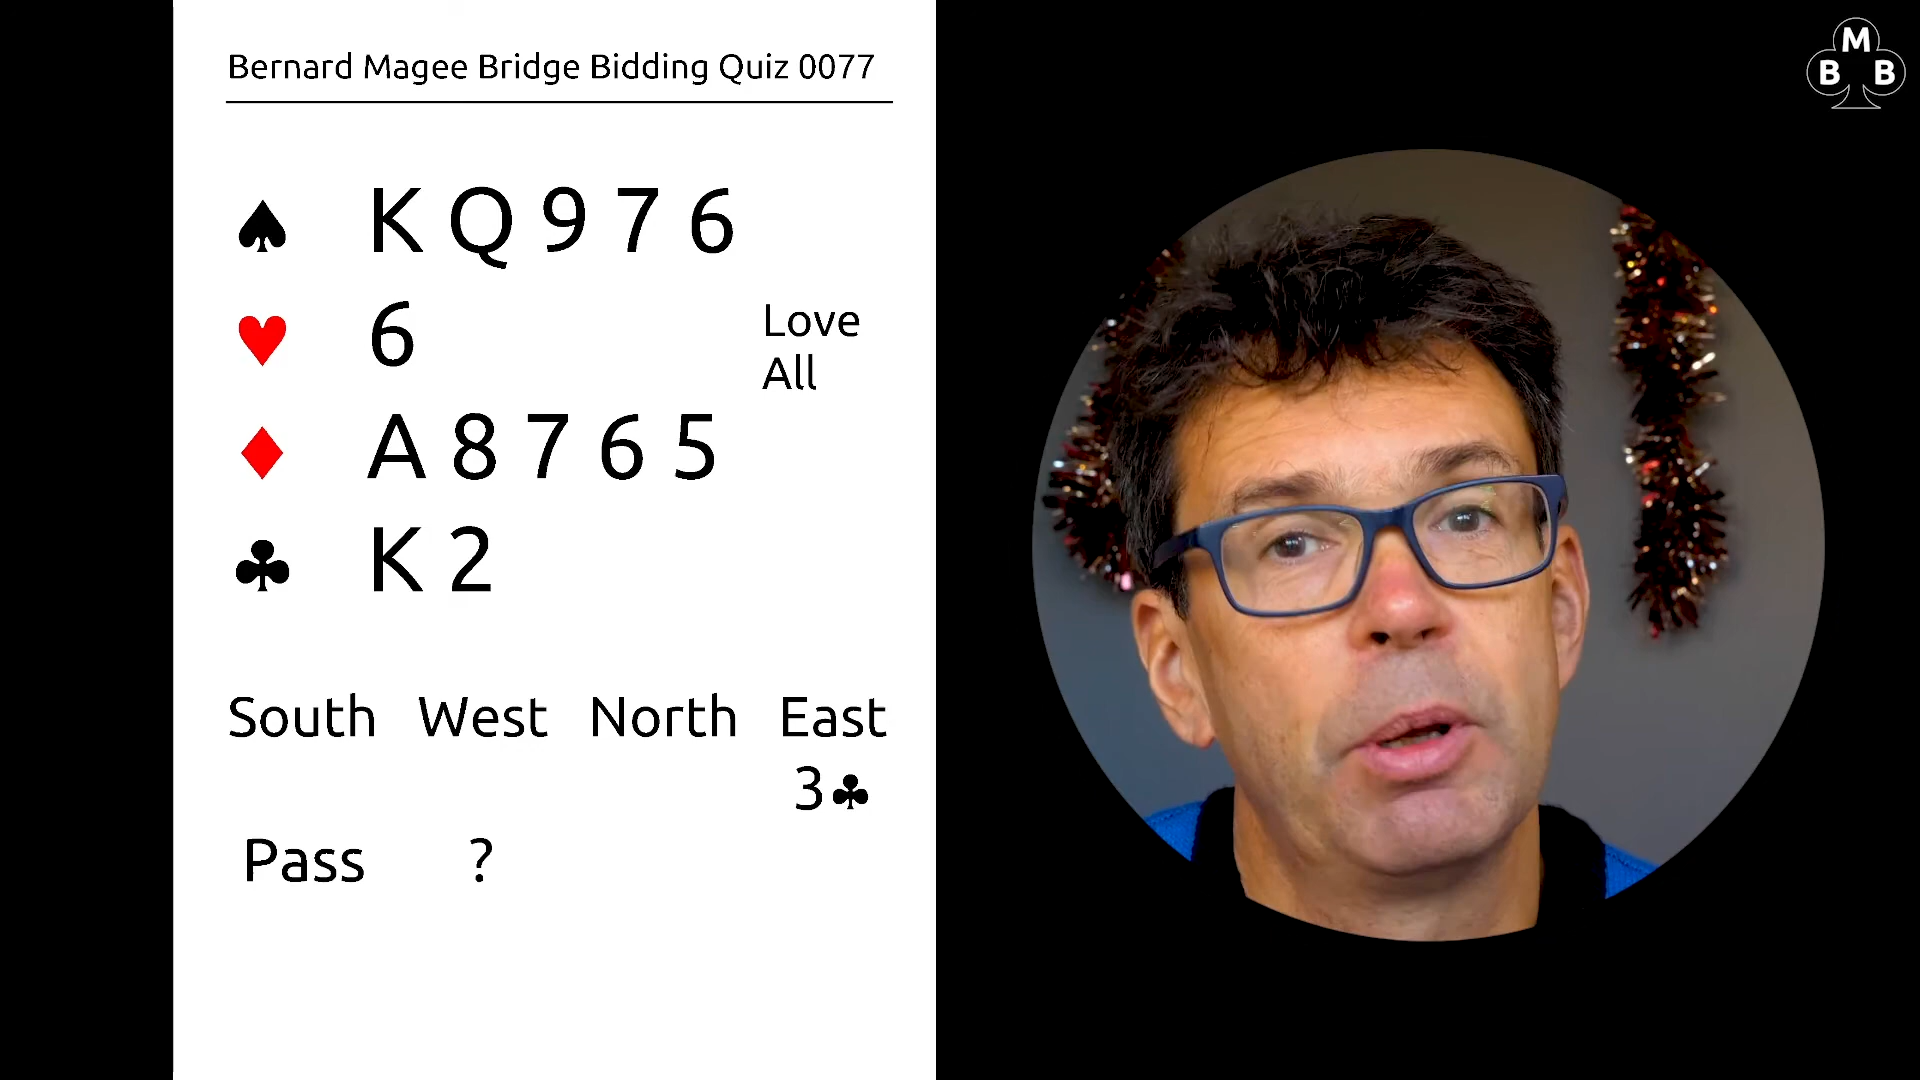 Bernard Magee Bridge Bidding Quiz 0077
♠ K Q 9 7 6
♥ 6
Love
All
♦ A 8 7 6 5
♣ K 2
South West North East
3♣
Pass ?
M
B B